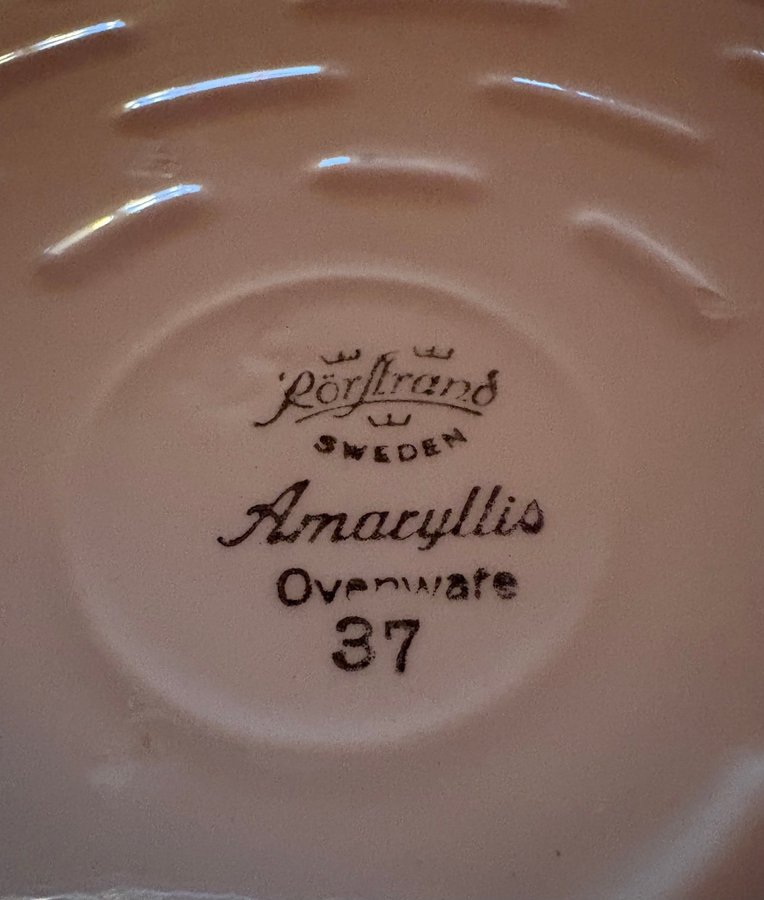 Rörstrand
SWEDEN
Amaryllis
Ovenware
37